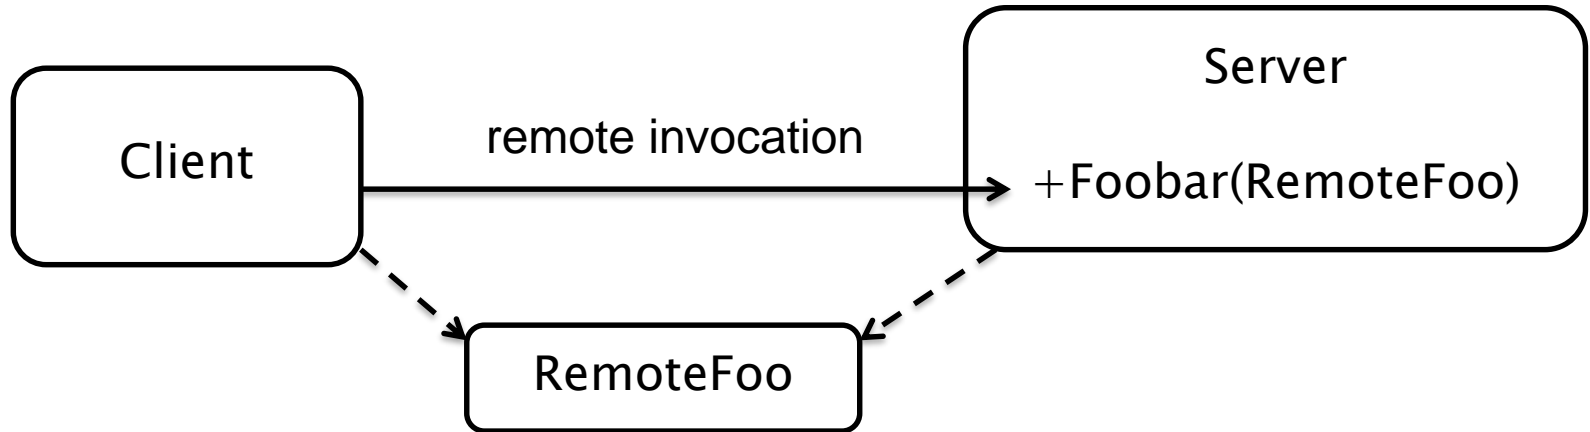 Client
remote invocation
Server
+Foobar(RemoteFoo)
RemoteFoo